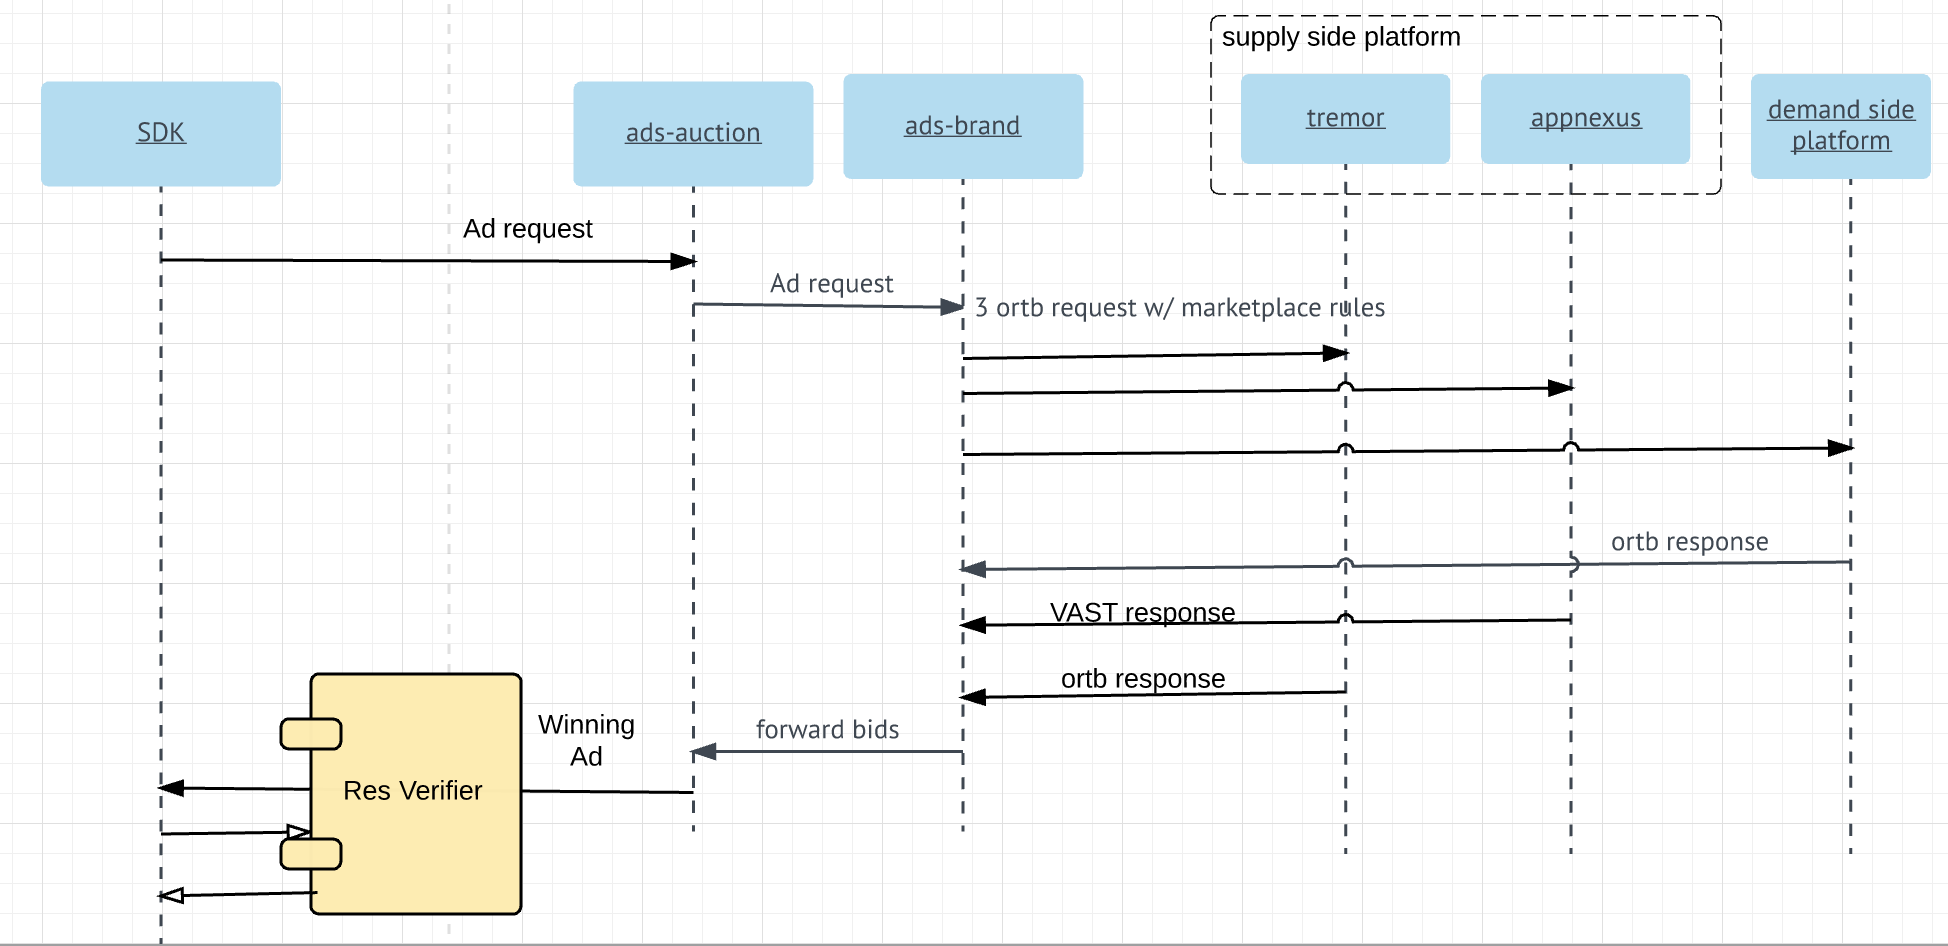 supply side platform
SDK
ads-auction
ads-brand
tremor
appnexus
demand side
platform
Ad request
Ad request
3 ortb request w/ marketplace rules
ortb response
VAST response
ortb response
forward bids
Winning
Ad
Res Verifier